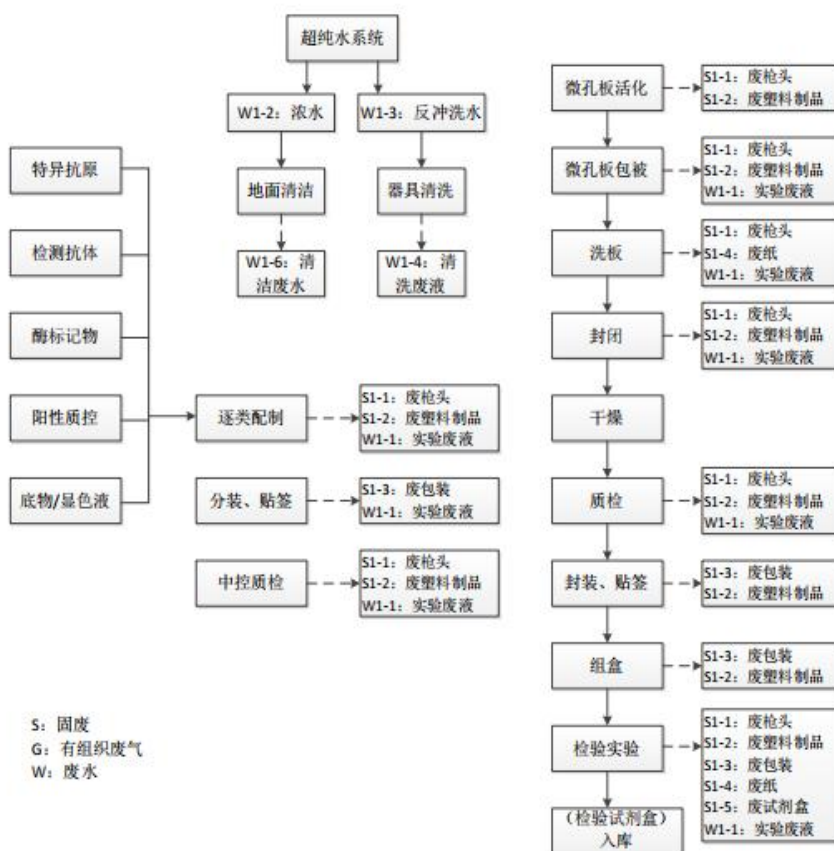 超纯水系统
W1-2：浓水
W1-3：反冲洗水
地面清洁
器具清洗
W1-6：清
洁废水
W1-4：清
洗废液
特异抗原
检测抗体
酶标记物
阳性质控
底物/显色液
逐类配制
S1-1：废枪头
S1-2：废塑料制品
W1-1：实验废液
分装、贴签
S1-3：废包装
W1-1：实验废液
中控质检
S1-1：废枪头
S1-2：废塑料制品
W1-1：实验废液
微孔板活化
S1-1：废枪头
S1-2：废塑料制品
微孔板包被
S1-1：废枪头
S1-2：废塑料制品
W1-1：实验废液
洗板
S1-1：废枪头
S1-4：废纸
W1-1：实验废液
封闭
S1-1：废枪头
S1-2：废塑料制品
W1-1：实验废液
干燥
质检
S1-1：废枪头
S1-2：废塑料制品
W1-1：实验废液
封装、贴签
S1-3：废包装
S1-2：废塑料制品
组盒
S1-3：废包装
S1-2：废塑料制品
检验实验
S1-1：废枪头
S1-2：废塑料制品
S1-3：废包装
S1-4：废纸
S1-5：废试剂盒
W1-1：实验废液
（检验试剂盒）
入库
S：固废
G：有组织废气
W：废水